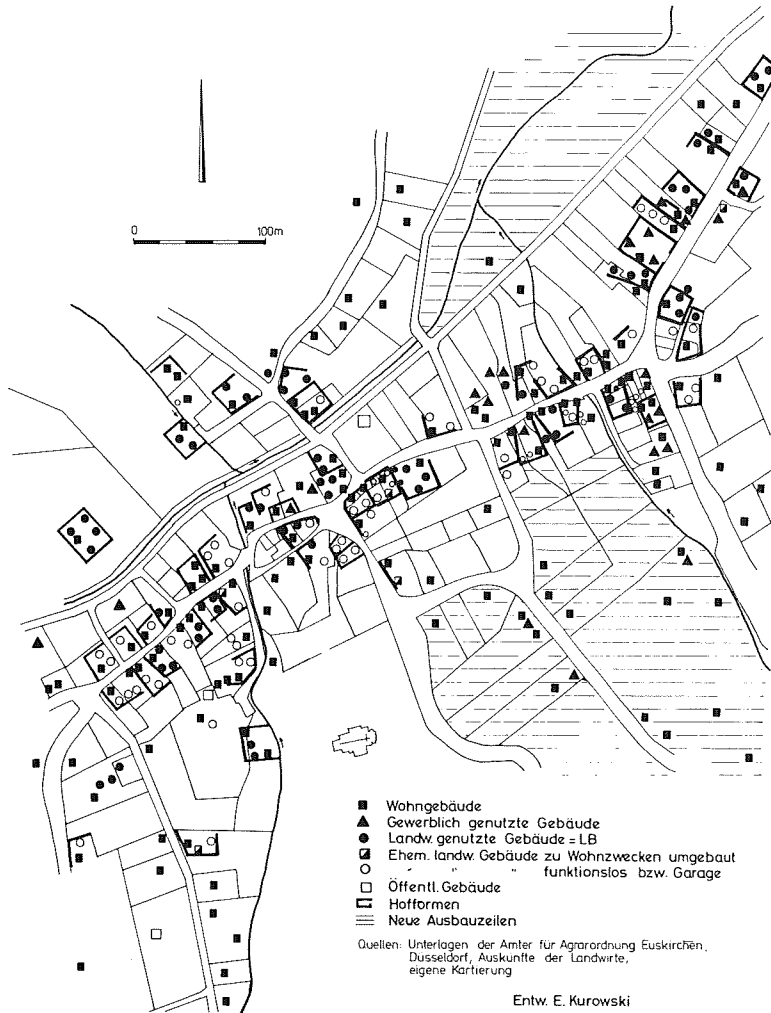 0 100m
Wohngebäude
Gewerblich genutzte Gebäude
Landw. genutzte Gebäude = LB
Ehem. landw. Gebäude zu Wohnzwecken umgebaut
" " " funktionslos bzw. Garage
Öffentl. Gebäude
Hofformen
Neue Ausbauzeilen
Quellen: Unterlagen der Ämter für Agrarordnung Euskirchen,
Düsseldorf, Auskünfte der Landwirte,
eigene Kartierung
Entw. E. Kurowski